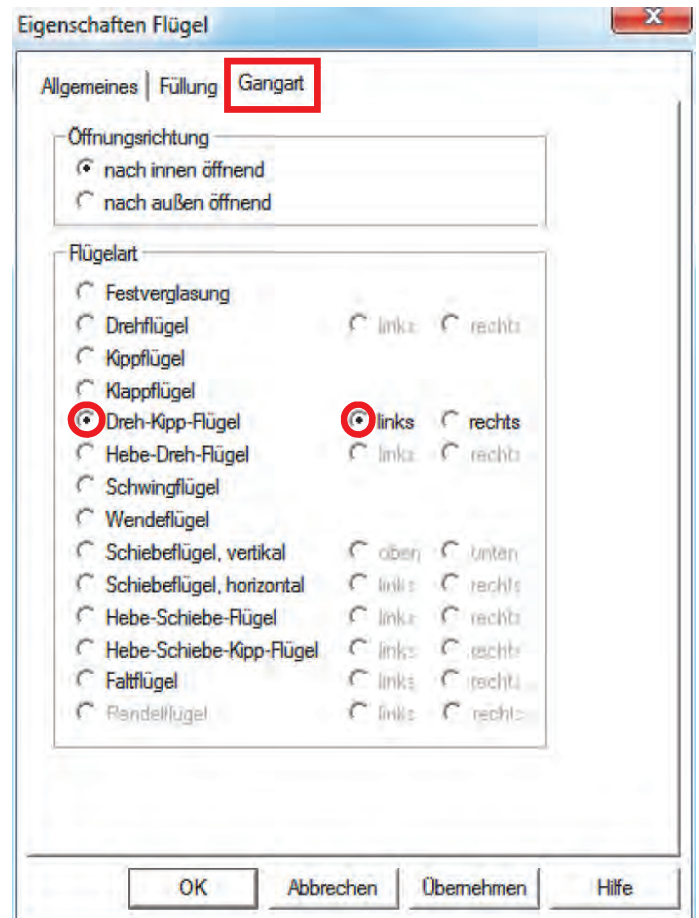 Eigenschaften Flügel
Allgemeines Füllung Gangart
Öffnungsrichtung
nach innen öffnend
nach außen öffnend
Flügelart
Festverglasung
Drehflügel links rechts
Kippflügel
Klappflügel
Dreh-Kipp-Flügel links rechts
Hebe-Dreh-Flügel links rechts
Schwingflügel
Wendeflügel
Schiebeflügel, vertikal oben unten
Schiebeflügel, horizontal links rechts
Hebe-Schiebe-Flügel links rechts
Hebe-Schiebe-Kipp-Flügel links rechts
Faltflügel links rechts
Pendelflügel links rechts
OK Abbrechen Übernehmen Hilfe